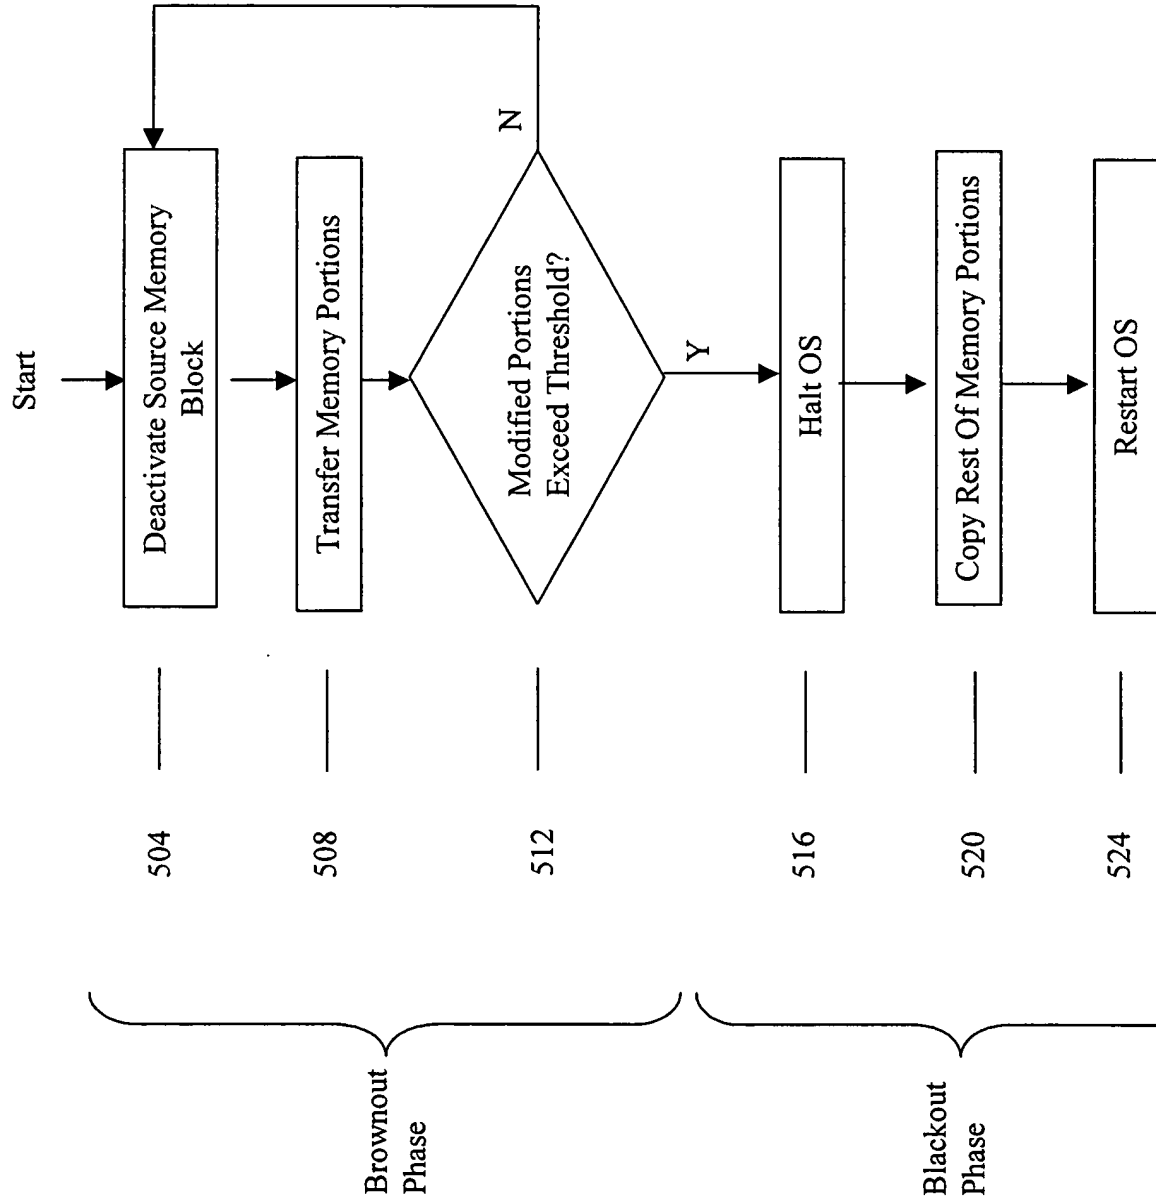 Start
504
Deactivate Source Memory
Block
508
Transfer Memory Portions
Brownout
Phase
512
Modified Portions
Exceed Threshold?
N
Y
516
Halt OS
520
Copy Rest Of Memory Portions
Blackout
Phase
524
Restart OS